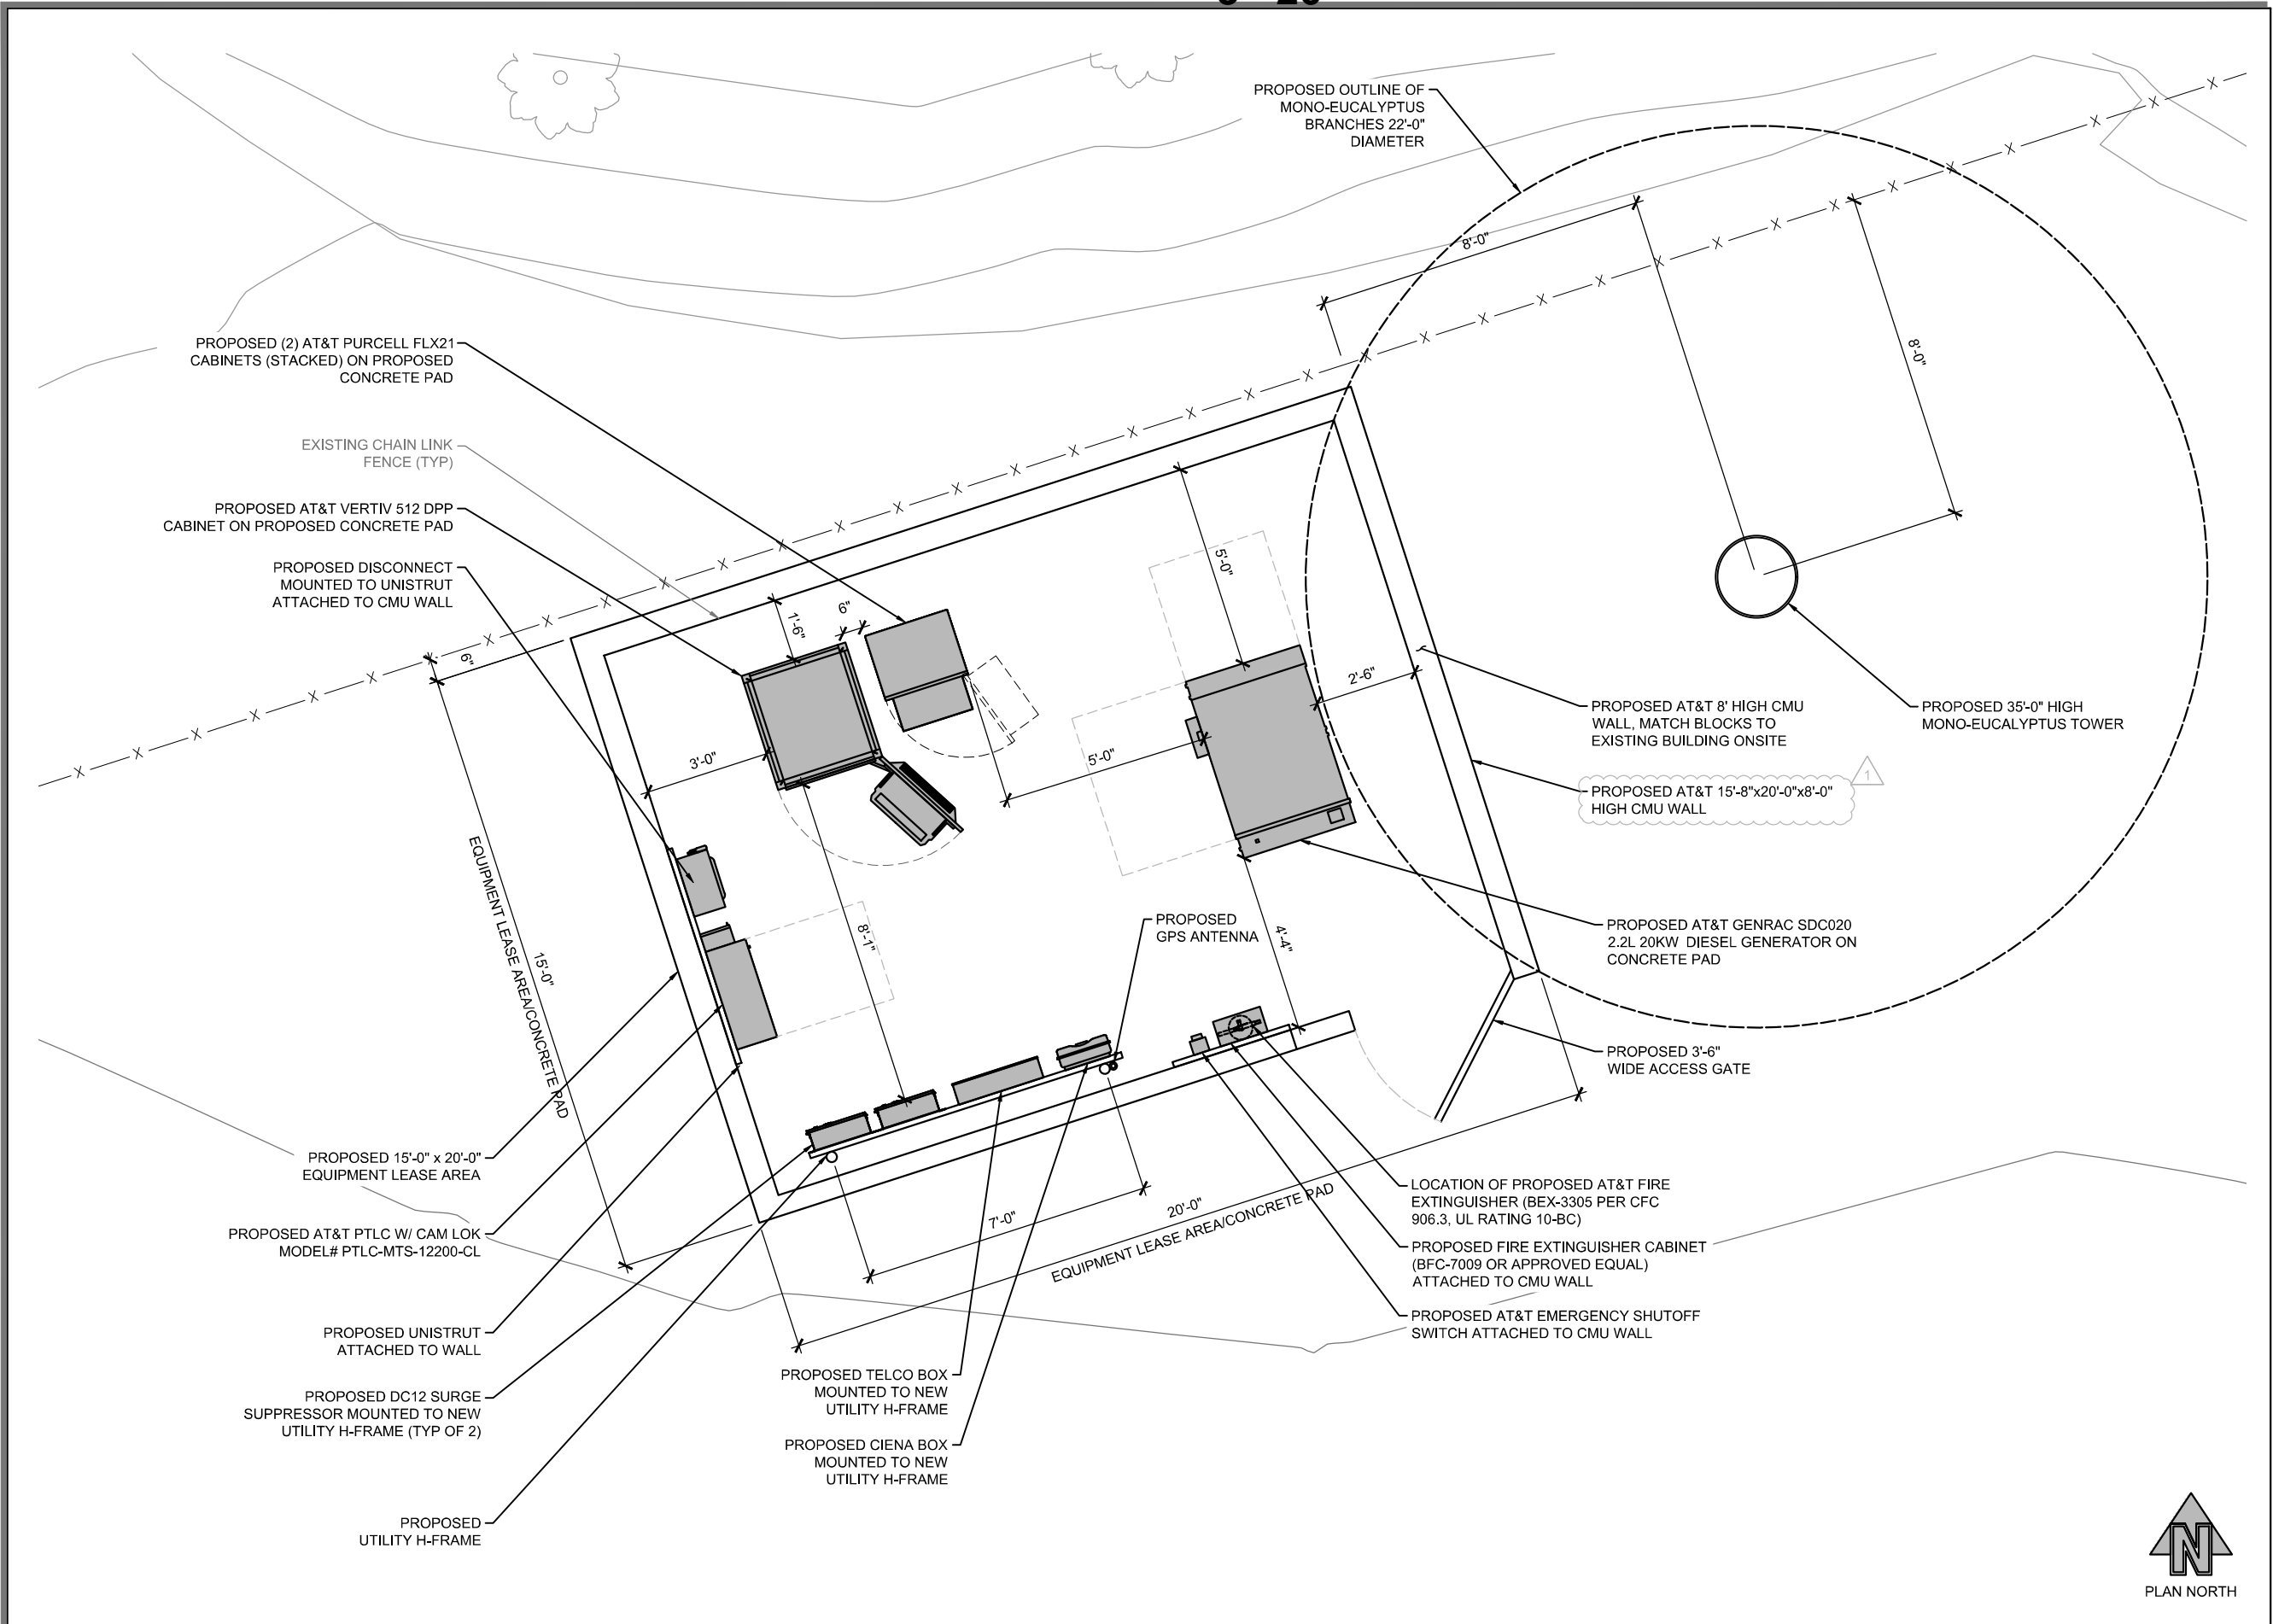 PROPOSED OUTLINE OF
MONO-EUCALYPTUS
BRANCHES 22'-0"
DIAMETER
8'-0"
8'-0"
PROPOSED (2) AT&T PURCELL FLX21
CABINETS (STACKED) ON PROPOSED
CONCRETE PAD
EXISTING CHAIN LINK
FENCE (TYP)
PROPOSED AT&T VERTIV 512 DPP
CABINET ON PROPOSED CONCRETE PAD
PROPOSED DISCONNECT
MOUNTED TO UNISTRUT
ATTACHED TO CMU WALL
6"
1'-6"
6"
5'-0"
2'-6"
3'-0"
5'-0"
8'-1"
4'-4"
PROPOSED AT&T 8' HIGH CMU
WALL, MATCH BLOCKS TO
EXISTING BUILDING ONSITE
PROPOSED 35'-0" HIGH
MONO-EUCALYPTUS TOWER
1
PROPOSED AT&T 15'-8"x20'-0"x8'-0"
HIGH CMU WALL
PROPOSED AT&T GENRAC SDC020
2.2L 20KW DIESEL GENERATOR ON
CONCRETE PAD
PROPOSED
GPS ANTENNA
PROPOSED 3'-6"
WIDE ACCESS GATE
15'-0"
EQUIPMENT LEASE AREA/CONCRETE PAD
PROPOSED 15'-0" x 20'-0"
EQUIPMENT LEASE AREA
PROPOSED AT&T PTLC W/ CAM LOK
MODEL# PTLC-MTS-12200-CL
PROPOSED UNISTRUT
ATTACHED TO WALL
PROPOSED DC12 SURGE
SUPPRESSOR MOUNTED TO NEW
UTILITY H-FRAME (TYP OF 2)
PROPOSED
UTILITY H-FRAME
7'-0"
20'-0"
EQUIPMENT LEASE AREA/CONCRETE PAD
PROPOSED TELCO BOX
MOUNTED TO NEW
UTILITY H-FRAME
PROPOSED CIENA BOX
MOUNTED TO NEW
UTILITY H-FRAME
LOCATION OF PROPOSED AT&T FIRE
EXTINGUISHER (BEX-3305 PER CFC
906.3, UL RATING 10-BC)
PROPOSED FIRE EXTINGUISHER CABINET
(BFC-7009 OR APPROVED EQUAL)
ATTACHED TO CMU WALL
PROPOSED AT&T EMERGENCY SHUTOFF
SWITCH ATTACHED TO CMU WALL
N
PLAN NORTH